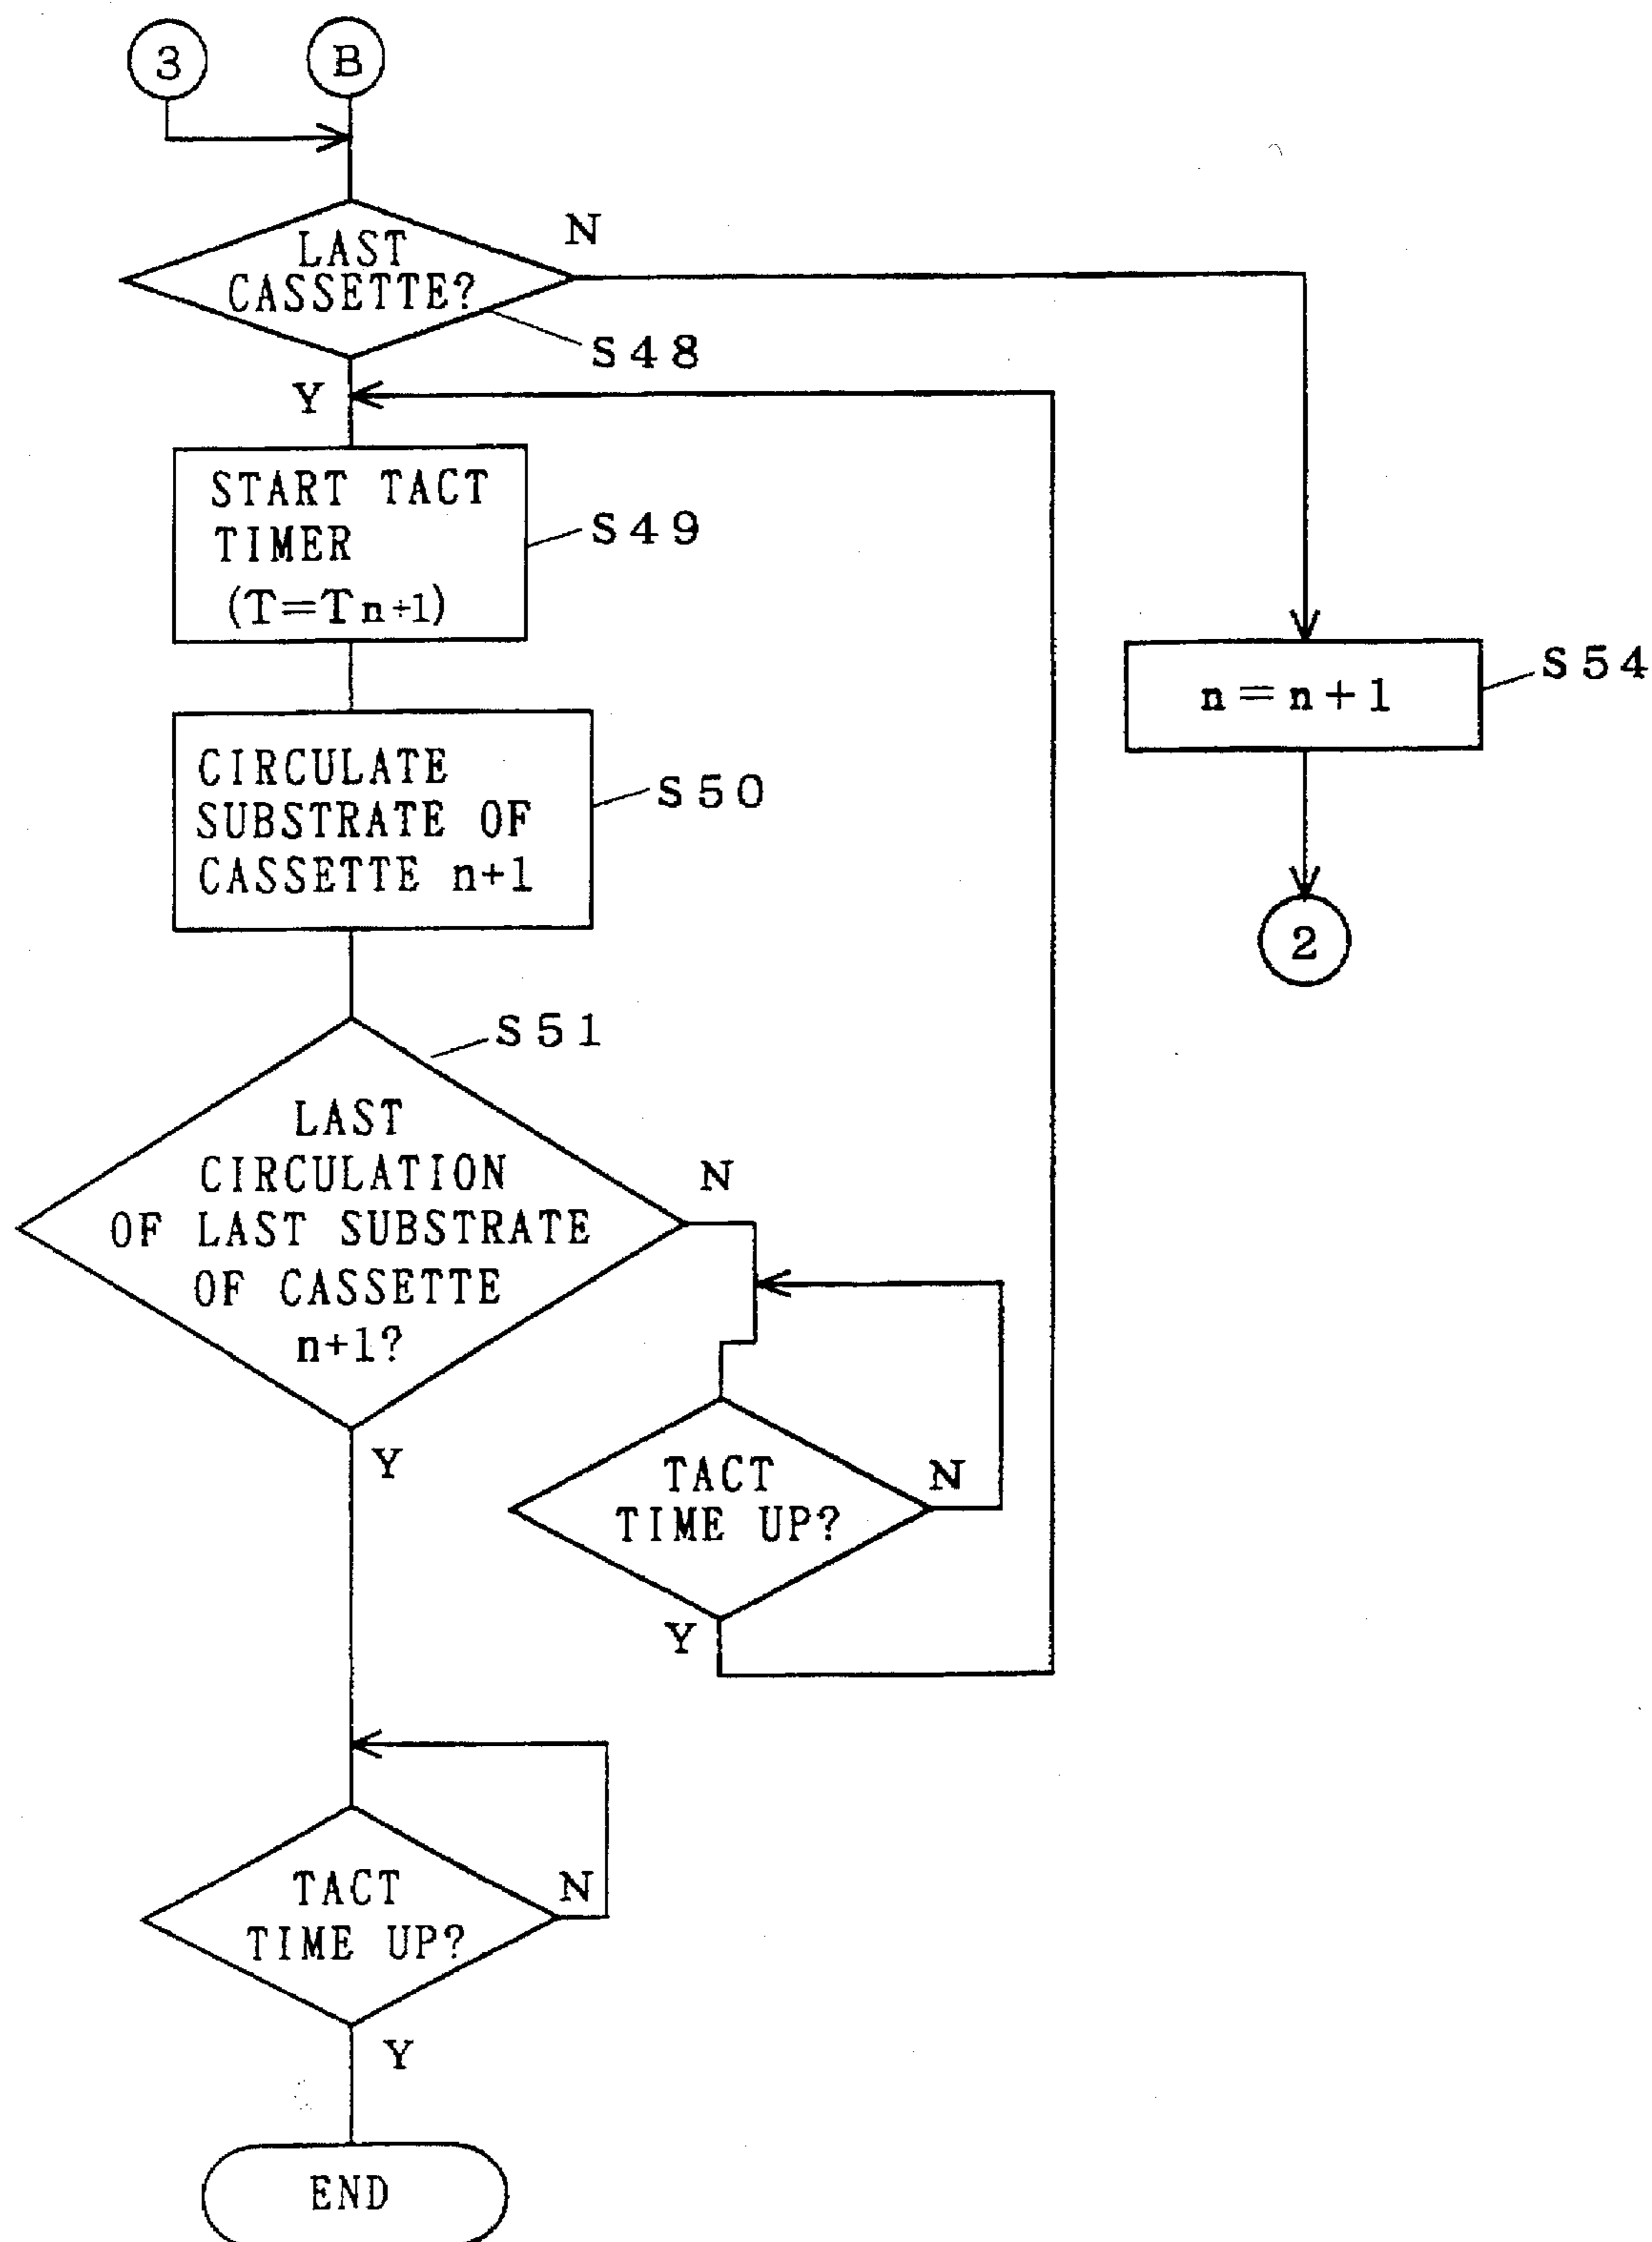 3
B
LAST
CASSETTE?
N
S48
Y
START TACT
TIMER
(T=Tn+1)
S49
n=n+1
S54
CIRCULATE
SUBSTRATE OF
CASSETTE n+1
S50
2
S51
LAST
CIRCULATION
OF LAST SUBSTRATE
OF CASSETTE
n+1?
N
Y
TACT
TIME UP?
N
Y
TACT
TIME UP?
N
Y
END